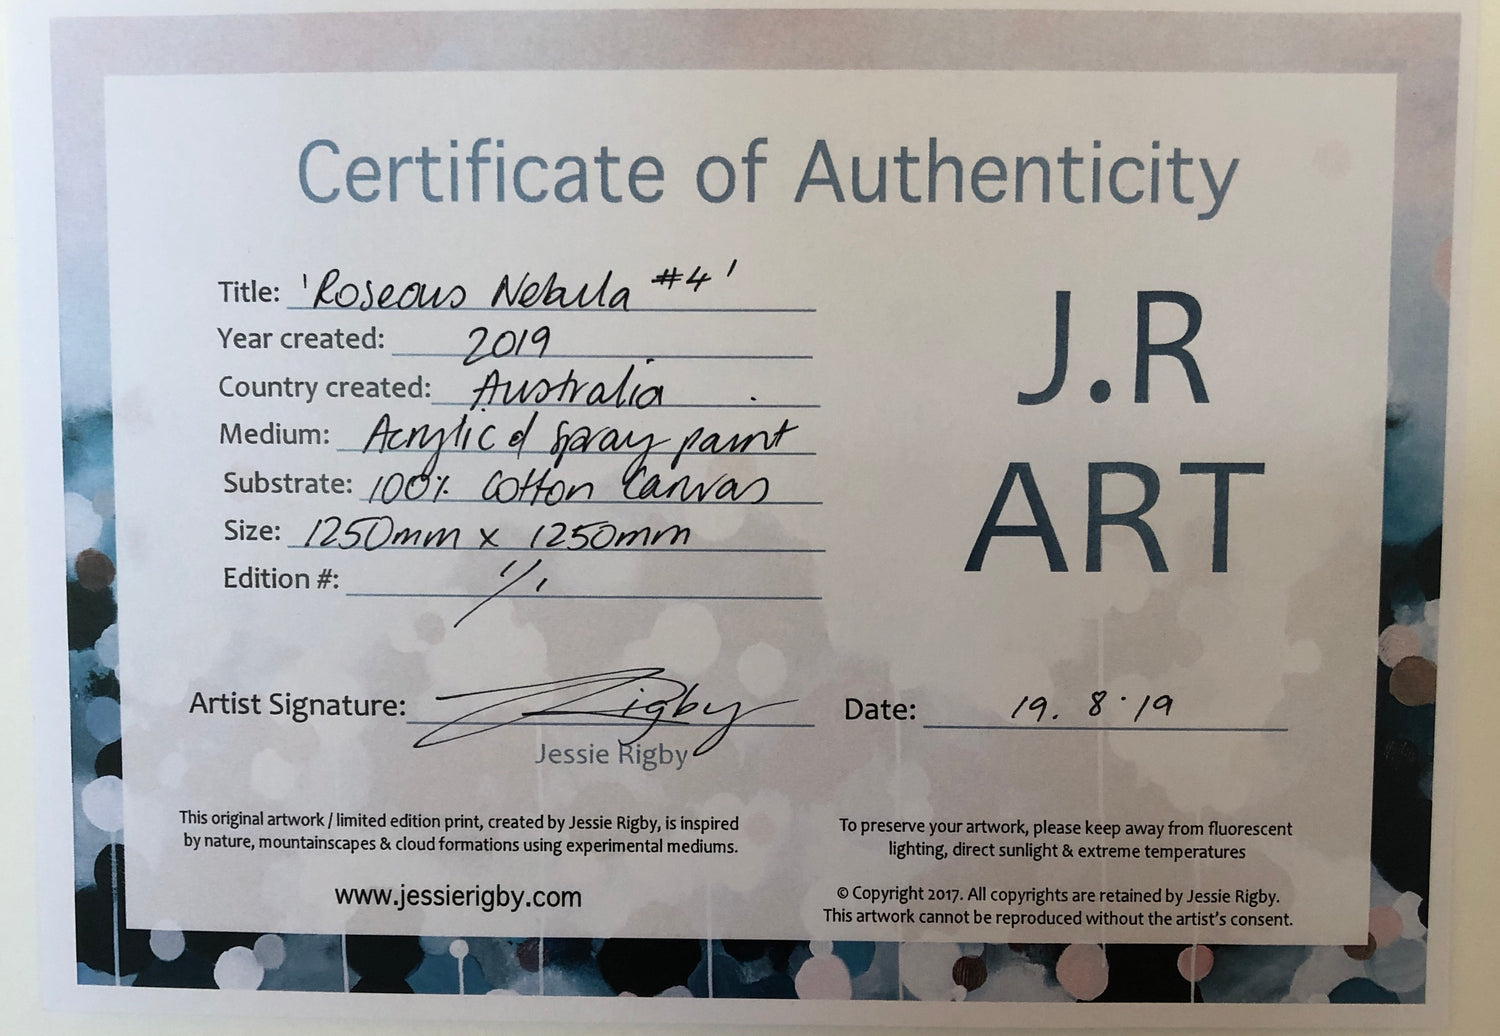 Certificate of Authenticity
Title: 'Roseous Nebula #4'
Year created: 2019
Country created: Australia
Medium: Acrylic & Spray paint
Substrate: 100% Cotton Canvas
Size: 1250mm x 1250mm
Edition #: 1/1
J.R
ART
Artist Signature: Rigby
Jessie Rigby
Date: 19. 8 · 19
This original artwork / limited edition print, created by Jessie Rigby, is inspired
by nature, mountainscapes & cloud formations using experimental mediums.
www.jessierigby.com
To preserve your artwork, please keep away from fluorescent
lighting, direct sunlight & extreme temperatures
© Copyright 2017. All copyrights are retained by Jessie Rigby.
This artwork cannot be reproduced without the artist's consent.